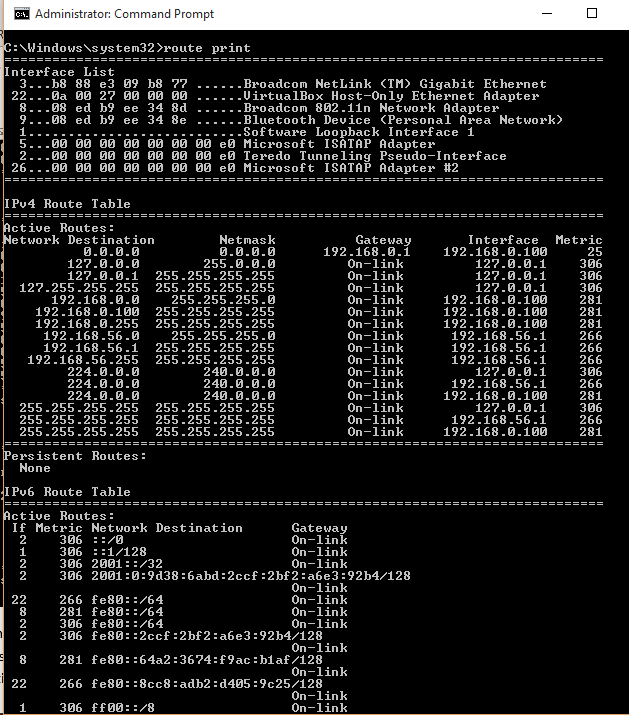 Administrator: Command Prompt
C:\Windows\system32>route print
===========================================================================
Interface List
3...b8 88 e3 09 b8 77 ......Broadcom NetLink (TM) Gigabit Ethernet
22...0a 00 27 00 00 00 ......VirtualBox Host-Only Ethernet Adapter
8...08 ed b9 ee 34 8d ......Broadcom 802.11n Network Adapter
9...08 ed b9 ee 34 8e ......Bluetooth Device (Personal Area Network)
1...........................Software Loopback Interface 1
5...00 00 00 00 00 00 00 e0 Microsoft ISATAP Adapter
2...00 00 00 00 00 00 00 e0 Teredo Tunneling Pseudo-Interface
26...00 00 00 00 00 00 00 e0 Microsoft ISATAP Adapter #2
===========================================================================
IPv4 Route Table
===========================================================================
Active Routes:
Network Destination        Netmask          Gateway       Interface  Metric
0.0.0.0          0.0.0.0      192.168.0.1    192.168.0.100     25
127.0.0.0        255.0.0.0         On-link         127.0.0.1    306
127.0.0.1  255.255.255.255         On-link         127.0.0.1    306
127.255.255.255  255.255.255.255         On-link         127.0.0.1    306
192.168.0.0    255.255.255.0         On-link     192.168.0.100    281
192.168.0.100  255.255.255.255         On-link     192.168.0.100    281
192.168.0.255  255.255.255.255         On-link     192.168.0.100    281
192.168.56.0    255.255.255.0         On-link      192.168.56.1    266
192.168.56.1  255.255.255.255         On-link      192.168.56.1    266
192.168.56.255  255.255.255.255         On-link      192.168.56.1    266
224.0.0.0        240.0.0.0         On-link         127.0.0.1    306
224.0.0.0        240.0.0.0         On-link      192.168.56.1    266
224.0.0.0        240.0.0.0         On-link     192.168.0.100    281
255.255.255.255  255.255.255.255         On-link         127.0.0.1    306
255.255.255.255  255.255.255.255         On-link      192.168.56.1    266
255.255.255.255  255.255.255.255         On-link     192.168.0.100    281
===========================================================================
Persistent Routes:
None
IPv6 Route Table
===========================================================================
Active Routes:
If Metric Network Destination      Gateway
2    306 ::/0                     On-link
1    306 ::1/128                  On-link
2    306 2001::/32                On-link
2    306 2001:0:9d38:6abd:2ccf:2bf2:a6e3:92b4/128
On-link
22    266 fe80::/64                On-link
8    281 fe80::/64                On-link
2    306 fe80::/64                On-link
2    306 fe80::2ccf:2bf2:a6e3:92b4/128
On-link
8    281 fe80::64a2:3674:f9ac:b1af/128
On-link
22    266 fe80::8cc8:adb2:d405:9c25/128
On-link
1    306 ff00::/8                 On-link